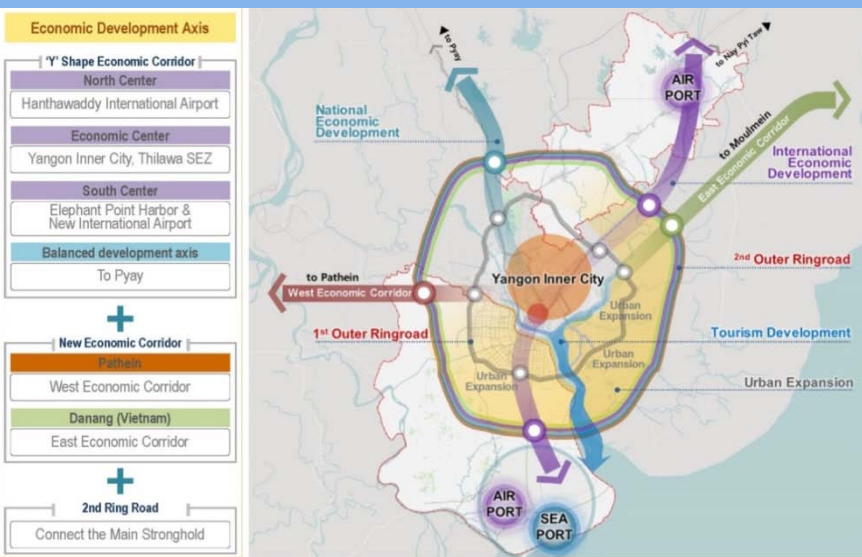 Economic Development Axis
'Y' Shape Economic Corridor
North Center
Hanthawaddy International Airport
Economic Center
Yangon Inner City, Thilawa SEZ
South Center
Elephant Point Harbor &
New International Airport
Balanced development axis
To Pyay
+
New Economic Corridor
Pathein
West Economic Corridor
Danang (Vietnam)
East Economic Corridor
+
2nd Ring Road
Connect the Main Stronghold
to Pyay
to Nay Pyi Taw
AIR
PORT
National
Economic
Development
to Moulmein
East Economic Corridor
International
Economic
Development
2nd Outer Ringroad
Yangon Inner City
to Pathein
West Economic Corridor
Urban
Expansion
1st Outer Ringroad
Tourism Development
Urban
Expansion
Urban
Expansion
Urban Expansion
AIR
PORT
SEA
PORT